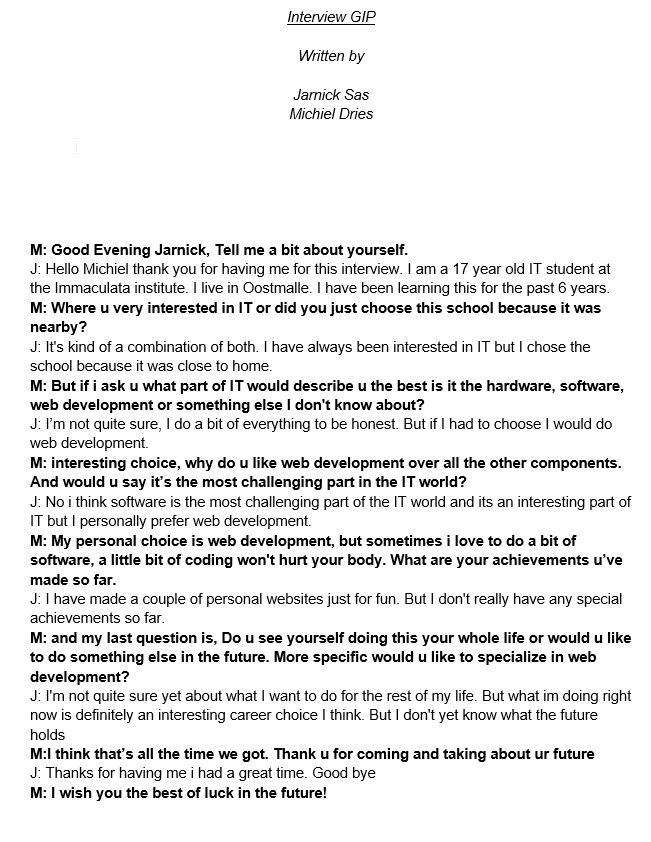 Interview GIP
Written by
Jarnick Sas
Michiel Dries
M: Good Evening Jarnick, Tell me a bit about yourself.
J: Hello Michiel thank you for having me for this interview. I am a 17 year old IT student at
the Immaculata institute. I live in Oostmalle. I have been learning this for the past 6 years.
M: Where u very interested in IT or did you just choose this school because it was
nearby?
J: It's kind of a combination of both. I have always been interested in IT but I chose the
school because it was close to home.
M: But if i ask u what part of IT would describe u the best is it the hardware, software,
web development or something else I don't know about?
J: I’m not quite sure, I do a bit of everything to be honest. But if I had to choose I would do
web development.
M: interesting choice, why do u like web development over all the other components.
And would u say it’s the most challenging part in the IT world?
J: No i think software is the most challenging part of the IT world and its an interesting part of
IT but I personally prefer web development.
M: My personal choice is web development, but sometimes i love to do a bit of
software, a little bit of coding won't hurt your body. What are your achievements u’ve
made so far.
J: I have made a couple of personal websites just for fun. But I don't really have any special
achievements so far.
M: and my last question is, Do u see yourself doing this your whole life or would u like
to do something else in the future. More specific would u like to specialize in web
development?
J: I'm not quite sure yet about what I want to do for the rest of my life. But what im doing right
now is definitely an interesting career choice I think. But I don't yet know what the future
holds
M:I think that’s all the time we got. Thank u for coming and taking about ur future
J: Thanks for having me i had a great time. Good bye
M: I wish you the best of luck in the future!